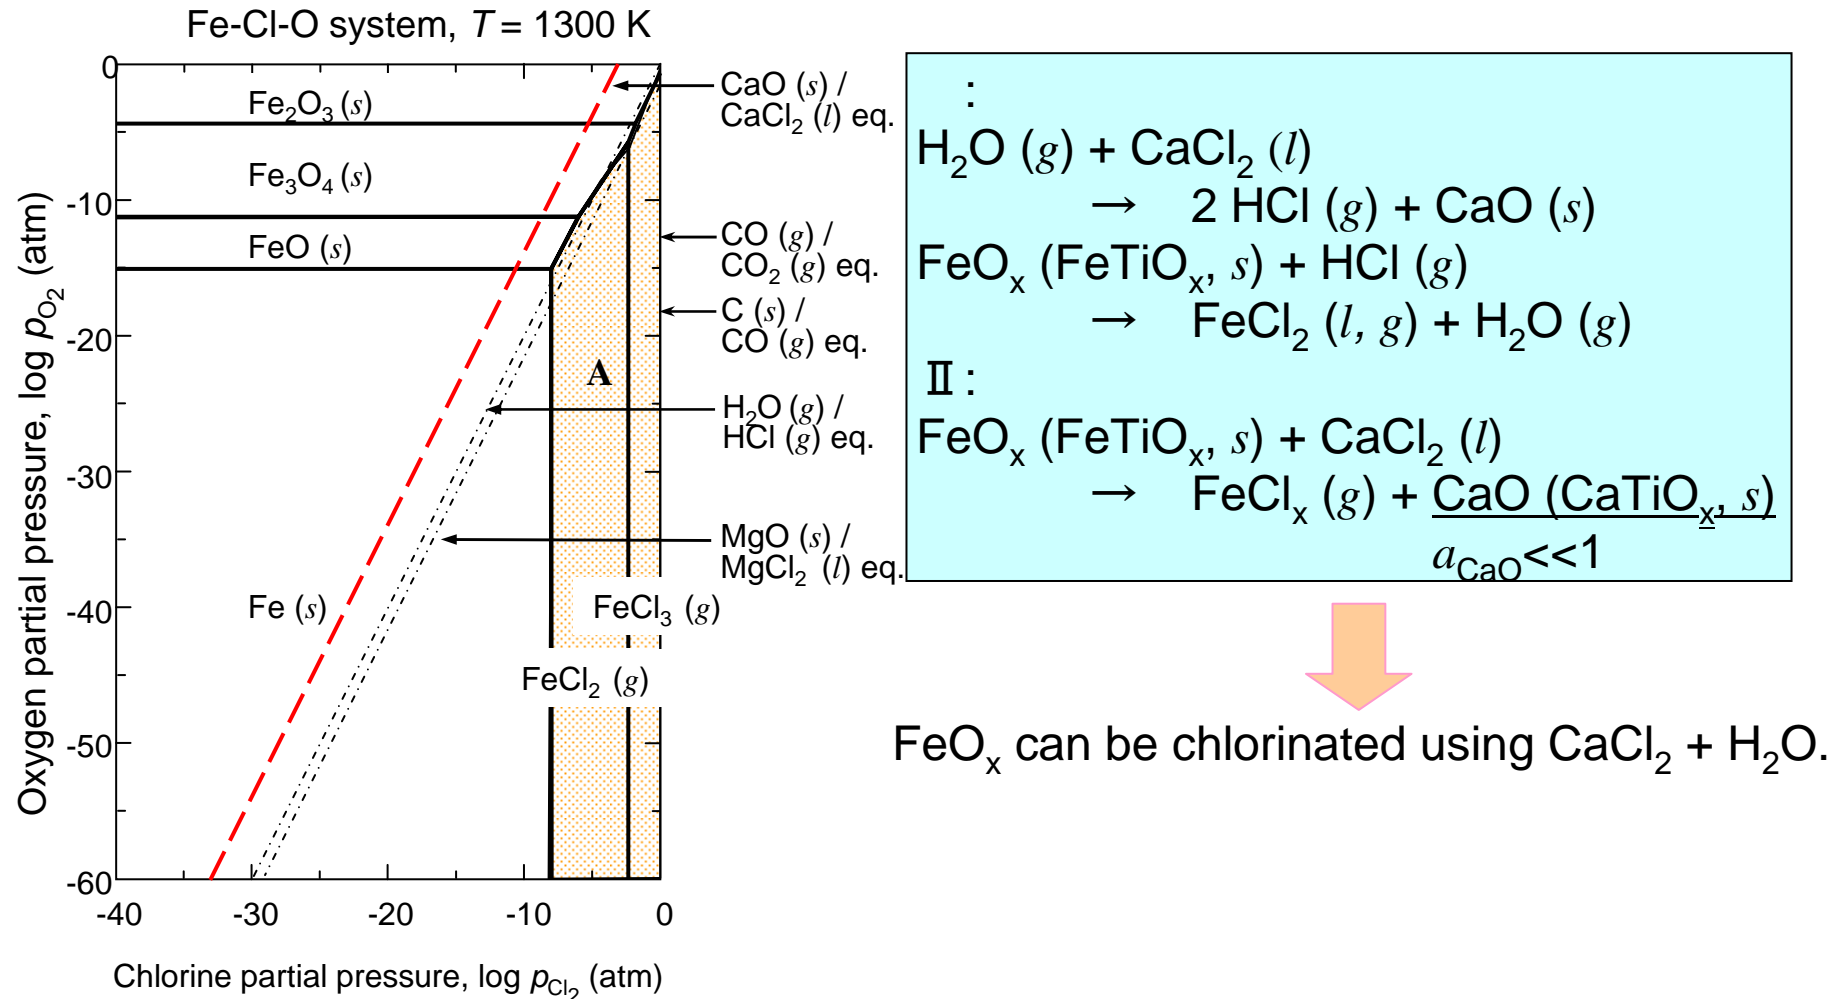 Fe-Cl-O system, T = 1300 K
Oxygen partial pressure, log pO₂ (atm)
0
-10
-20
-30
-40
-50
-60
-40
-30
-20
-10
0
Chlorine partial pressure, log pCl₂ (atm)
Fe₂O₃ (s)
Fe₃O₄ (s)
FeO (s)
Fe (s)
A
FeCl₃ (g)
FeCl₂ (g)
CaO (s) /
CaCl₂ (l) eq.
CO (g) /
CO₂ (g) eq.
C (s) /
CO (g) eq.
H₂O (g) /
HCl (g) eq.
MgO (s) /
MgCl₂ (l) eq.
:
H₂O (g) + CaCl₂ (l)
→ 2 HCl (g) + CaO (s)
FeOₓ (FeTiOₓ, s) + HCl (g)
→ FeCl₂ (l, g) + H₂O (g)
Ⅱ :
FeOₓ (FeTiOₓ, s) + CaCl₂ (l)
→ FeClₓ (g) + CaO (CaTiOₓ, s)
aCaO<<1
FeOₓ can be chlorinated using CaCl₂ + H₂O.